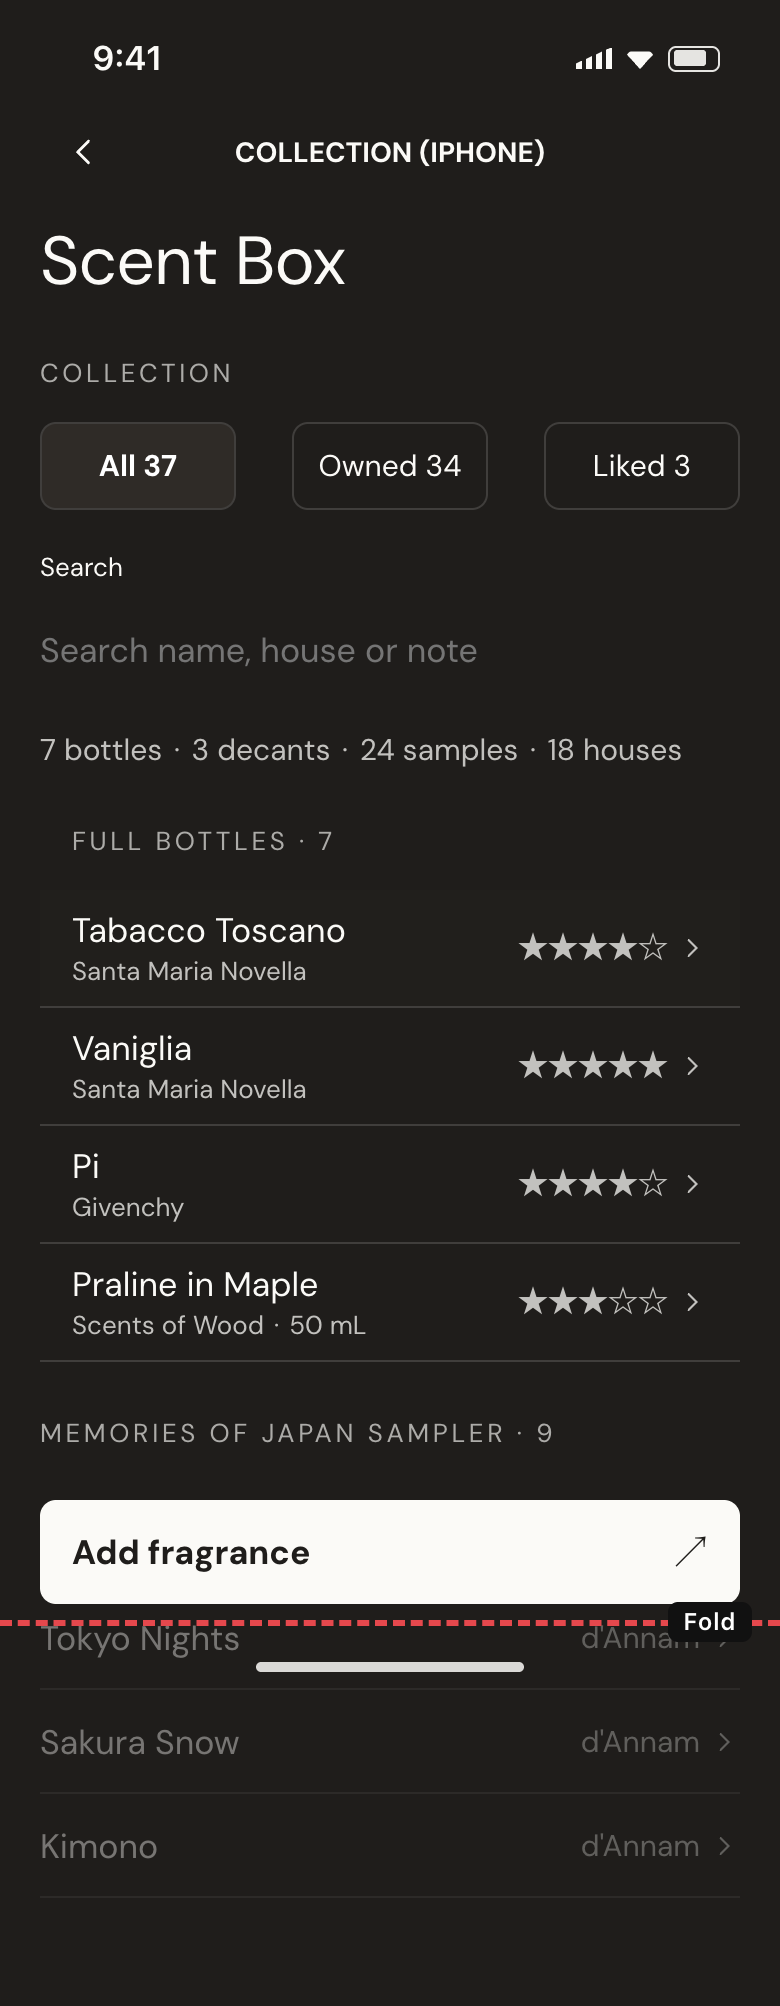 9:41
COLLECTION (IPHONE)
Scent Box
COLLECTION
All 37
Owned 34
Liked 3
Search
Search name, house or note
7 bottles · 3 decants · 24 samples · 18 houses
FULL BOTTLES · 7
Tabacco Toscano
Santa Maria Novella
★★★★☆
Vaniglia
Santa Maria Novella
★★★★★
Pi
Givenchy
★★★★☆
Praline in Maple
Scents of Wood · 50 mL
★★★☆☆
MEMORIES OF JAPAN SAMPLER · 9
Add fragrance
Fold
Tokyo Nights d'Annam
Sakura Snow d'Annam
Kimono d'Annam